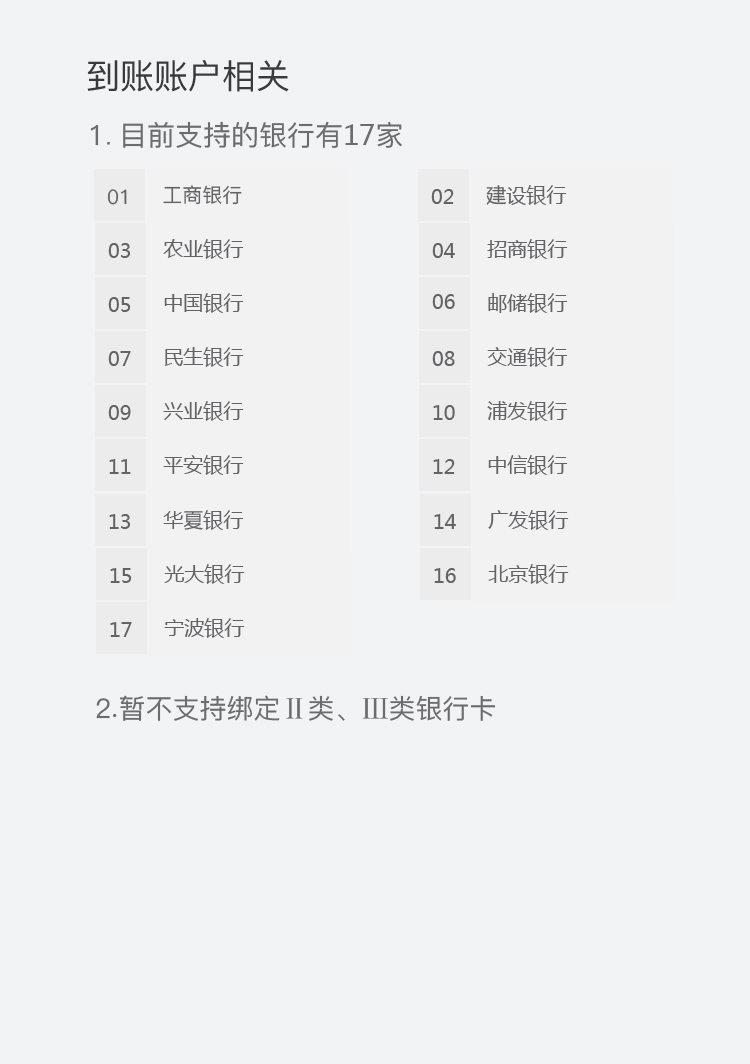 到账账户相关
1. 目前支持的银行有17家
01 工商银行 02 建设银行
03 农业银行 04 招商银行
05 中国银行 06 邮储银行
07 民生银行 08 交通银行
09 兴业银行 10 浦发银行
11 平安银行 12 中信银行
13 华夏银行 14 广发银行
15 光大银行 16 北京银行
17 宁波银行
2.暂不支持绑定Ⅱ类、Ⅲ类银行卡